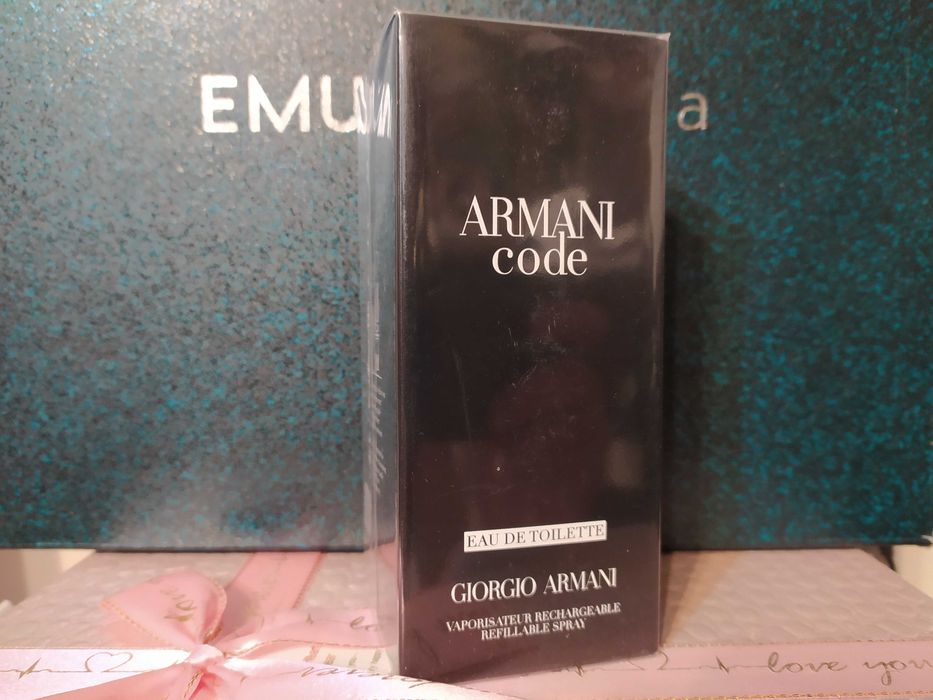 EMU
a
ARMANI
code
EAU DE TOILETTE
GIORGIO ARMANI
VAPORISATEUR RECHARGEABLE
REFILLABLE SPRAY
love you